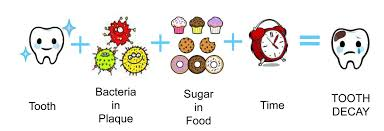 Tooth
Bacteria
in
Plaque
Sugar
in
Food
Time
TOOTH
DECAY